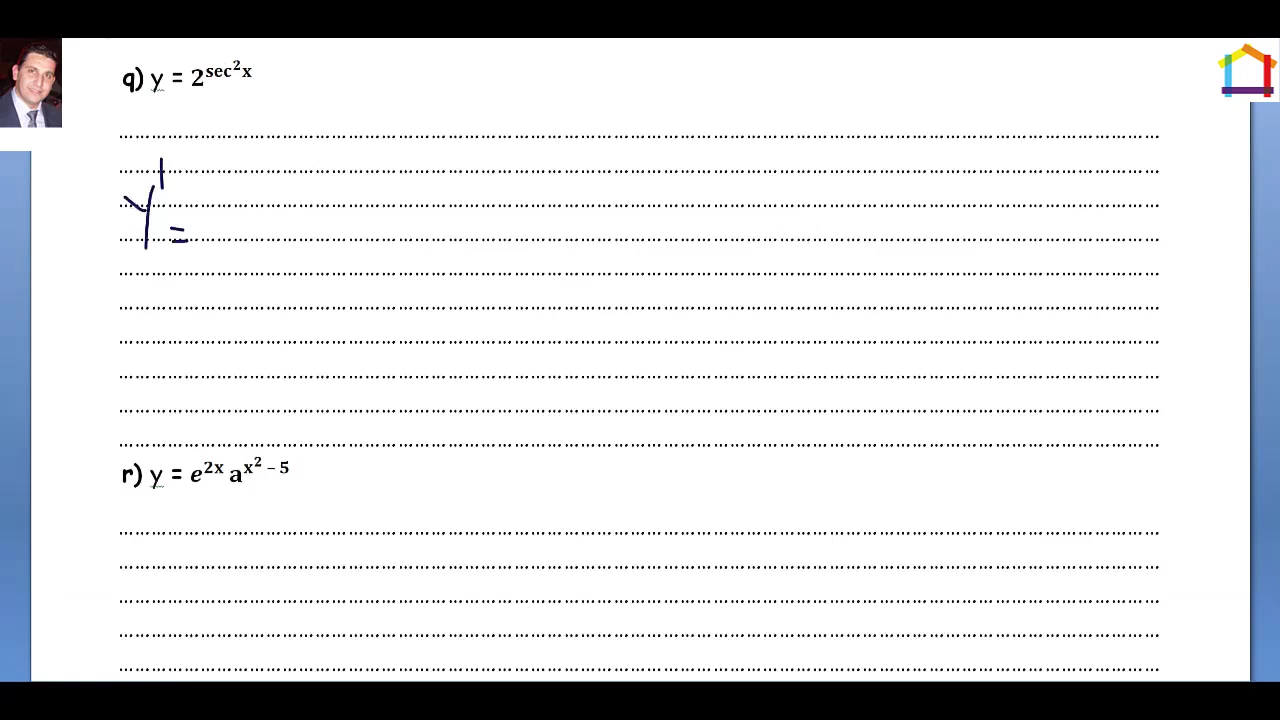 q) y = 2^sec²x
y' =
r) y = e^2x a^x² – 5